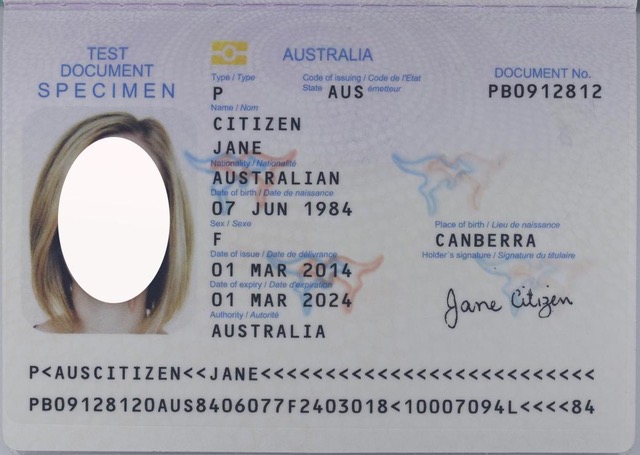 TEST
DOCUMENT
SPECIMEN
AUSTRALIA
Type / Type
P
Code of issuing / Code de l'État
State AUS émetteur
DOCUMENT No.
PB0912812
Name / Nom
CITIZEN
JANE
Nationality / Nationalité
AUSTRALIAN
Date of birth / Date de naissance
07 JUN 1984
Sex / Sexe
F
Place of birth / Lieu de naissance
CANBERRA
Date of issue / Date de délivrance
01 MAR 2014
Holder's signature / Signature du titulaire
Jane Citizen
Date of expiry / Date d'expiration
01 MAR 2024
Authority / Autorité
AUSTRALIA
P<AUSCITIZEN<<JANE<<<<<<<<<<<<<<<<<<<<<<<<<<
PB09128120AUS8406077F2403018<10007094L<<<<84